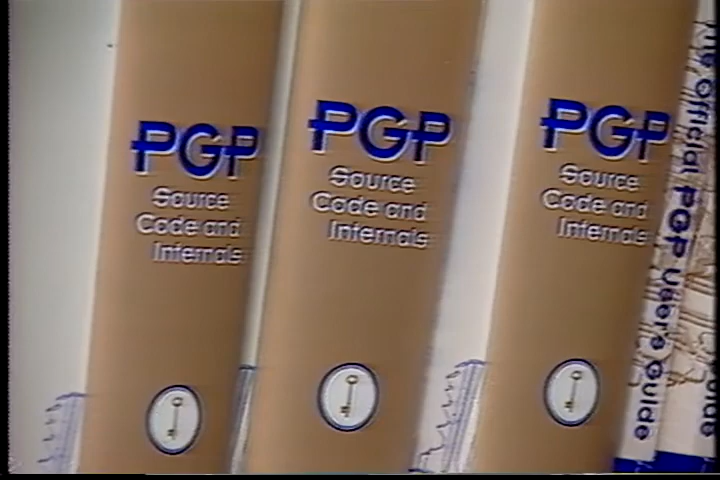 PGP
Source
Code and
Internals
PGP
Source
Code and
Internals
PGP
Source
Code and
Internals
The Official PGP User's Guide
Guide